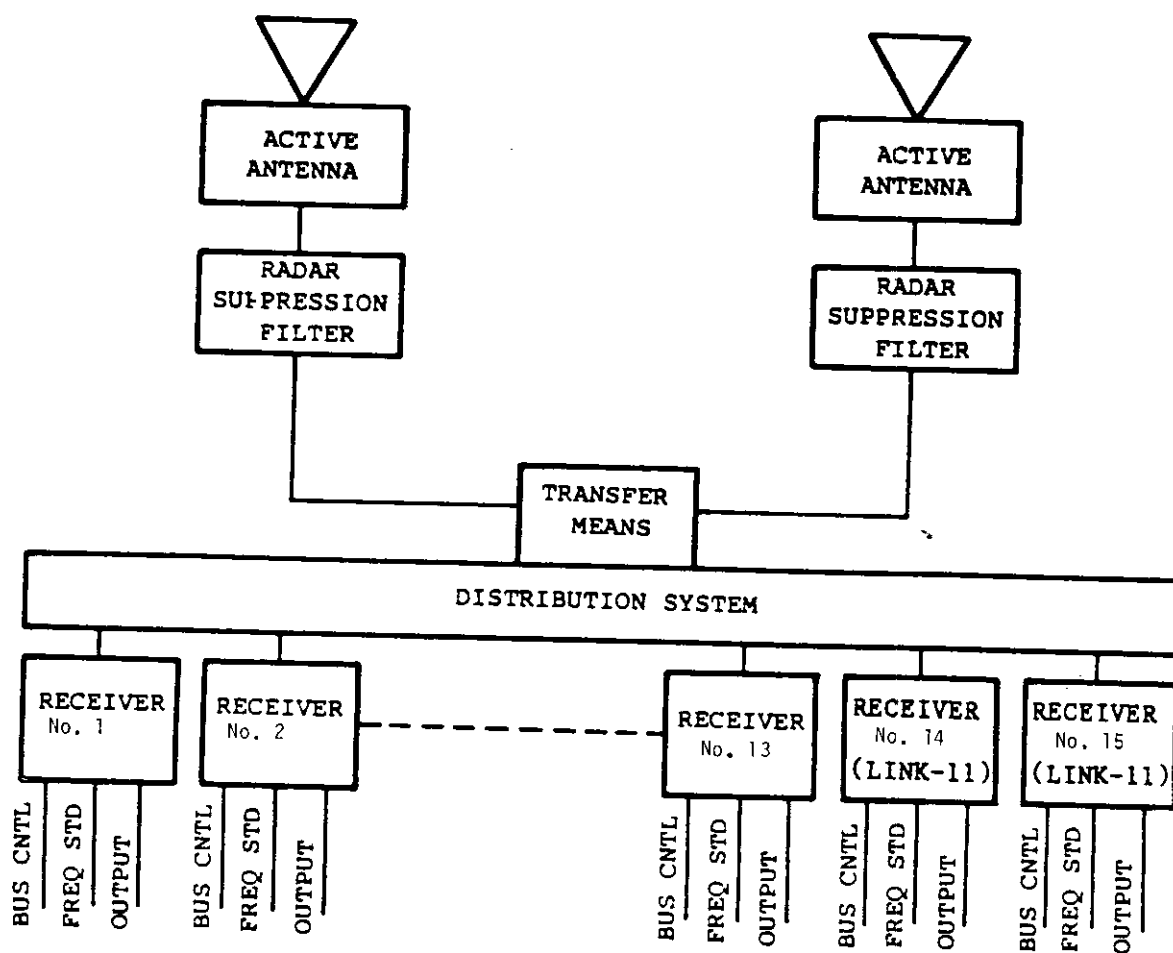 ACTIVE
ANTENNA
ACTIVE
ANTENNA
RADAR
SUPPRESSION
FILTER
RADAR
SUPPRESSION
FILTER
TRANSFER
MEANS
DISTRIBUTION SYSTEM
RECEIVER
No. 1
RECEIVER
No. 2
RECEIVER
No. 13
RECEIVER
No. 14
(LINK-11)
RECEIVER
No. 15
(LINK-11)
BUS CNTL
FREQ STD
OUTPUT
BUS CNTL
FREQ STD
OUTPUT
BUS CNTL
FREQ STD
OUTPUT
BUS CNTL
FREQ STD
OUTPUT
BUS CNTL
FREQ STD
OUTPUT